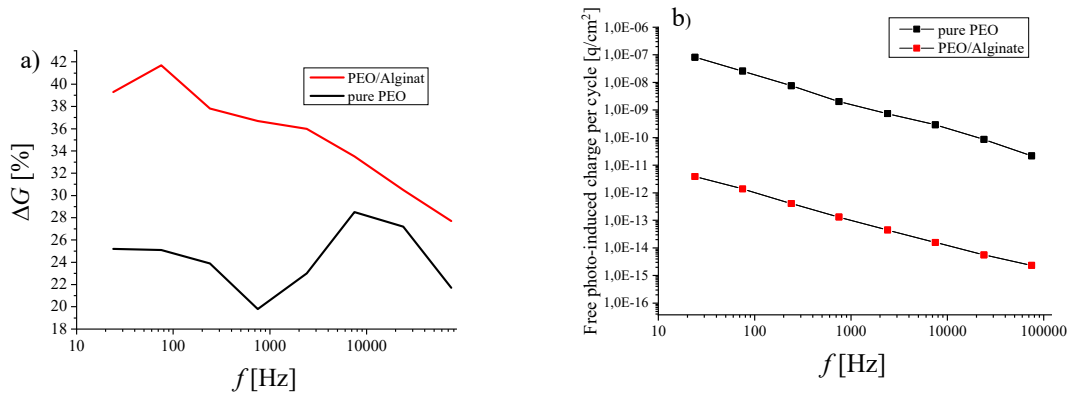 a)
PEO/Alginat
pure PEO
ΔG [%]
42
40
38
36
34
32
30
28
26
24
22
20
18
10
100
1000
10000
f [Hz]
b)
pure PEO
PEO/Alginate
Free photo-induced charge per cycle [q/cm²]
1,0E-06
1,0E-07
1,0E-08
1,0E-09
1,0E-10
1,0E-11
1,0E-12
1,0E-13
1,0E-14
1,0E-15
1,0E-16
10
100
1000
10000
100000
f [Hz]